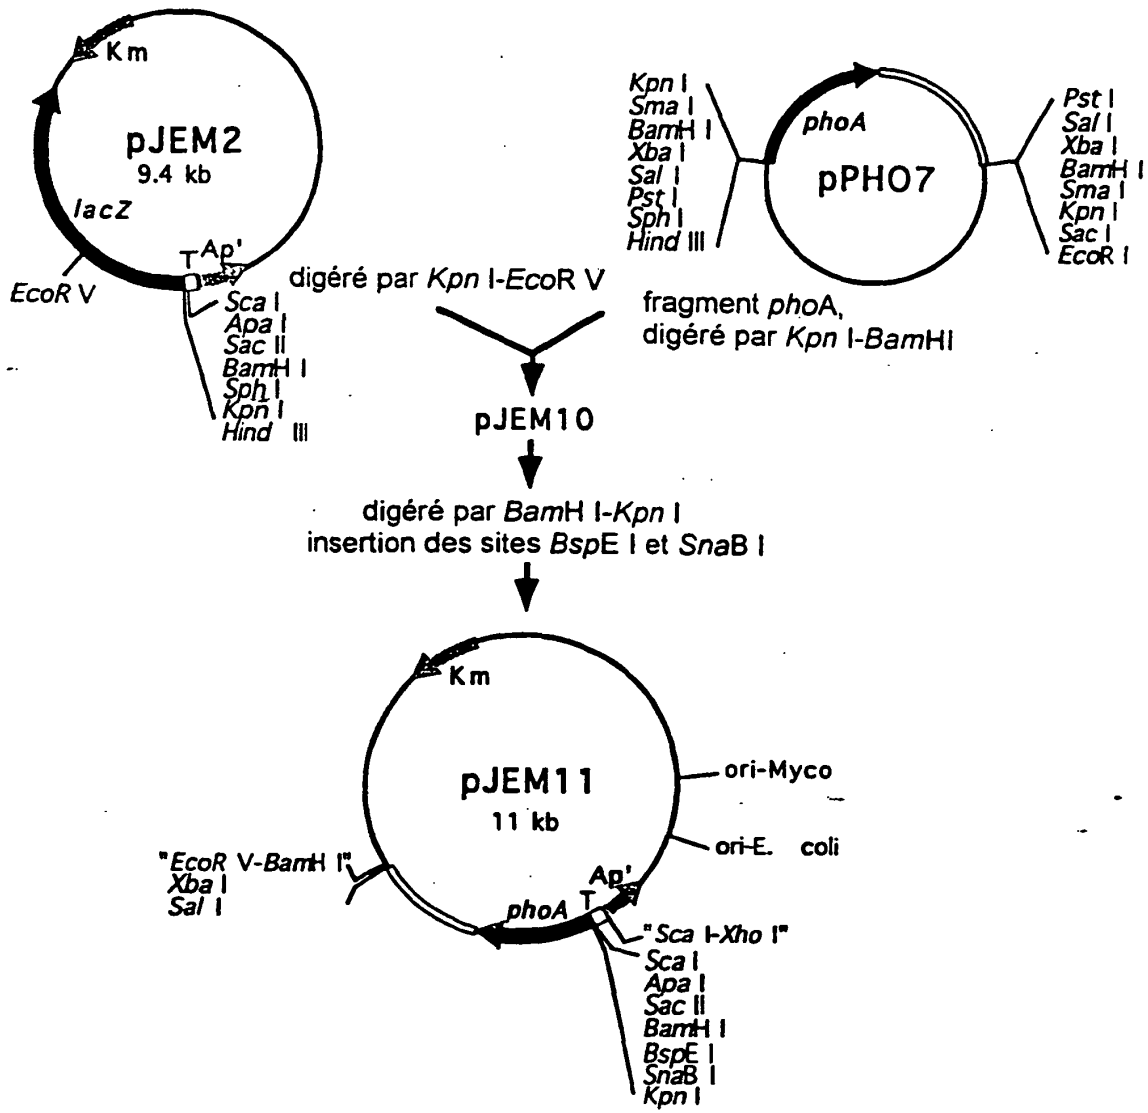 Km
pJEM2
9.4 kb
lacZ
T Ap'
EcoR V
Sca I
Apa I
Sac II
BamH I
Sph I
Kpn I
Hind III
Kpn I
Sma I
BamH I
Xba I
Sal I
Pst I
Sph I
Hind III
phoA
pPHO7
Pst I
Sal I
Xba I
BamH I
Sma I
Kpn I
Sac I
EcoR I
digéré par Kpn I-EcoR V
fragment phoA,
digéré par Kpn I-BamHI
pJEM10
digéré par BamH I-Kpn I
insertion des sites BspE I et SnaB I
Km
pJEM11
11 kb
ori-Myco
ori-E. coli
"EcoR V-BamH I"
Xba I
Sal I
phoA
T Ap'
"Sca I-Xho I"
Sca I
Apa I
Sac II
BamH I
BspE I
SnaB I
Kpn I